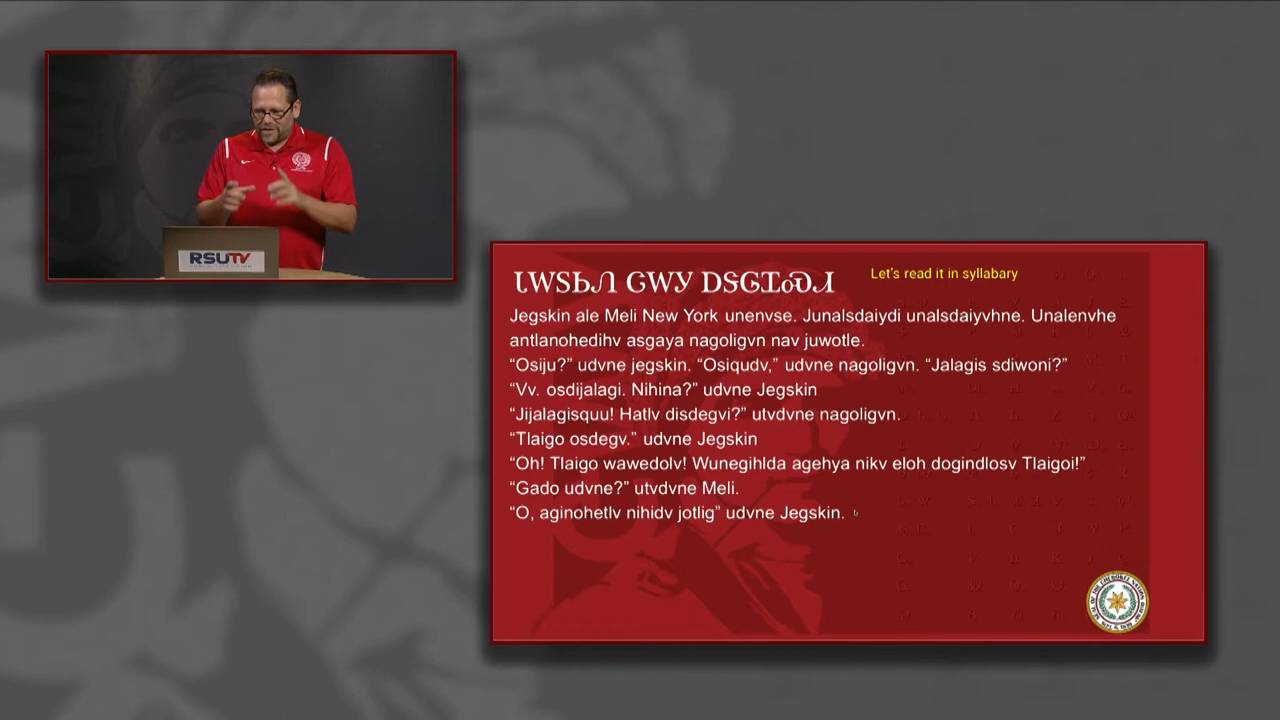 RSUTV
ᏓᎳᏚᏏᏁ ᏣᎳᎩ ᎠᏕᎶᏆᏍᏗ
Let's read it in syllabary
Jegskin ale Meli New York unenvse. Junalsdaiydi unalsdaiyvhne. Unalenvhe
antlanohedihv asgaya nagoligvn nav juwotle.
“Osiju?” udvne jegskin. “Osiqudv,” udvne nagoligvn. “Jalagis sdiwoni?”
“Vv. osdijalagi. Nihina?” udvne Jegskin
“Jijalagisquu! Hatlv disdegvi?” utvdvne nagoligvn.
“Tlaigo osdegv.” udvne Jegskin
“Oh! Tlaigo wawedolv! Wunegihlda agehya nikv eloh dogindlosv Tlaigoi!”
“Gado udvne?” utvdvne Meli.
“O, aginohetlv nihidv jotlig” udvne Jegskin.